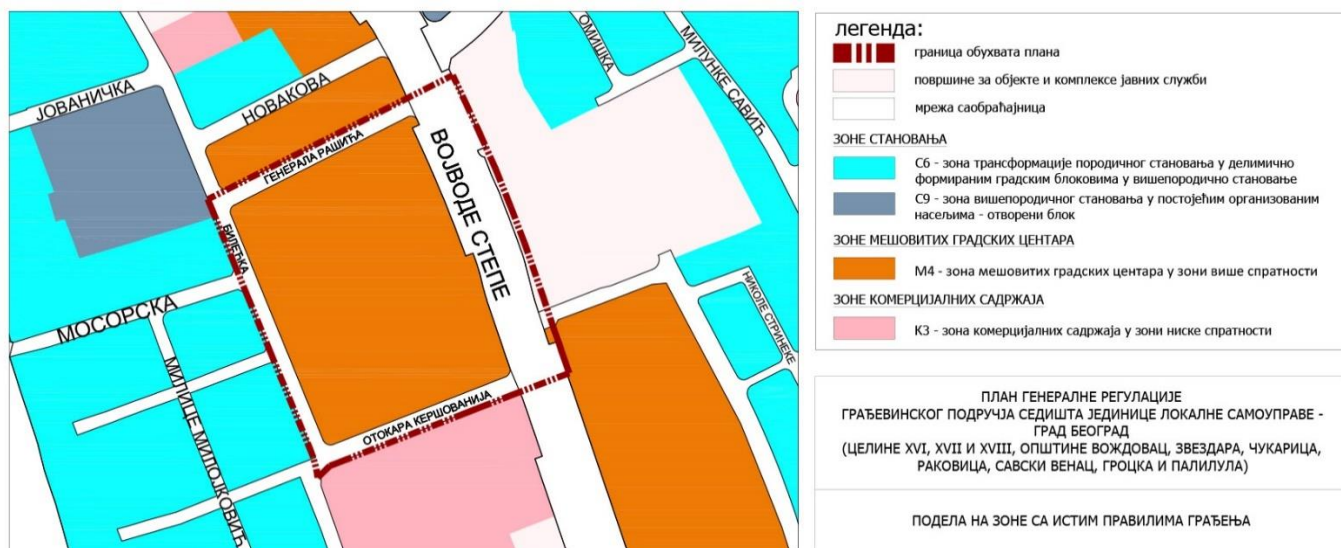 ЈОВАНИЧКА
НОВАКОВА
ГЕНЕРАЛА РАШИЋА
БИЛЕЋКА
ВОЈВОДЕ СТЕПЕ
ОМИШКА
МИЛУНКЕ САВИЋ
МОСОРСКА
МИЛИЦЕ МИЛОЈКОВИЋ
ОТОКАРА КЕРШОВАНИЈА
НИКОЛЕ СТРИНЕКЕ
легенда:
граница обухвата плана
површине за објекте и комплексе јавних служби
мрежа саобраћајница
ЗОНЕ СТАНОВАЊА
С6 - зона трансформације породичног становања у делимично
формираним градским блоковима у вишепородично становање
С9 - зона вишепородичног становања у постојећим организованим
насељима - отворени блок
ЗОНЕ МЕШОВИТИХ ГРАДСКИХ ЦЕНТАРА
М4 - зона мешовитих градских центара у зони више спратности
ЗОНЕ КОМЕРЦИЈАЛНИХ САДРЖАЈА
К3 - зона комерцијалних садржаја у зони ниске спратности
ПЛАН ГЕНЕРАЛНЕ РЕГУЛАЦИЈЕ
ГРАЂЕВИНСКОГ ПОДРУЧЈА СЕДИШТА ЈЕДИНИЦЕ ЛОКАЛНЕ САМОУПРАВЕ -
ГРАД БЕОГРАД
(ЦЕЛИНЕ XVI, XVII И XVIII, ОПШТИНЕ ВОЖДОВАЦ, ЗВЕЗДАРА, ЧУКАРИЦА,
РАКОВИЦА, САВСКИ ВЕНАЦ, ГРОЦКА И ПАЛИЛУЛА)
ПОДЕЛА НА ЗОНЕ СА ИСТИМ ПРАВИЛИМА ГРАЂЕЊА